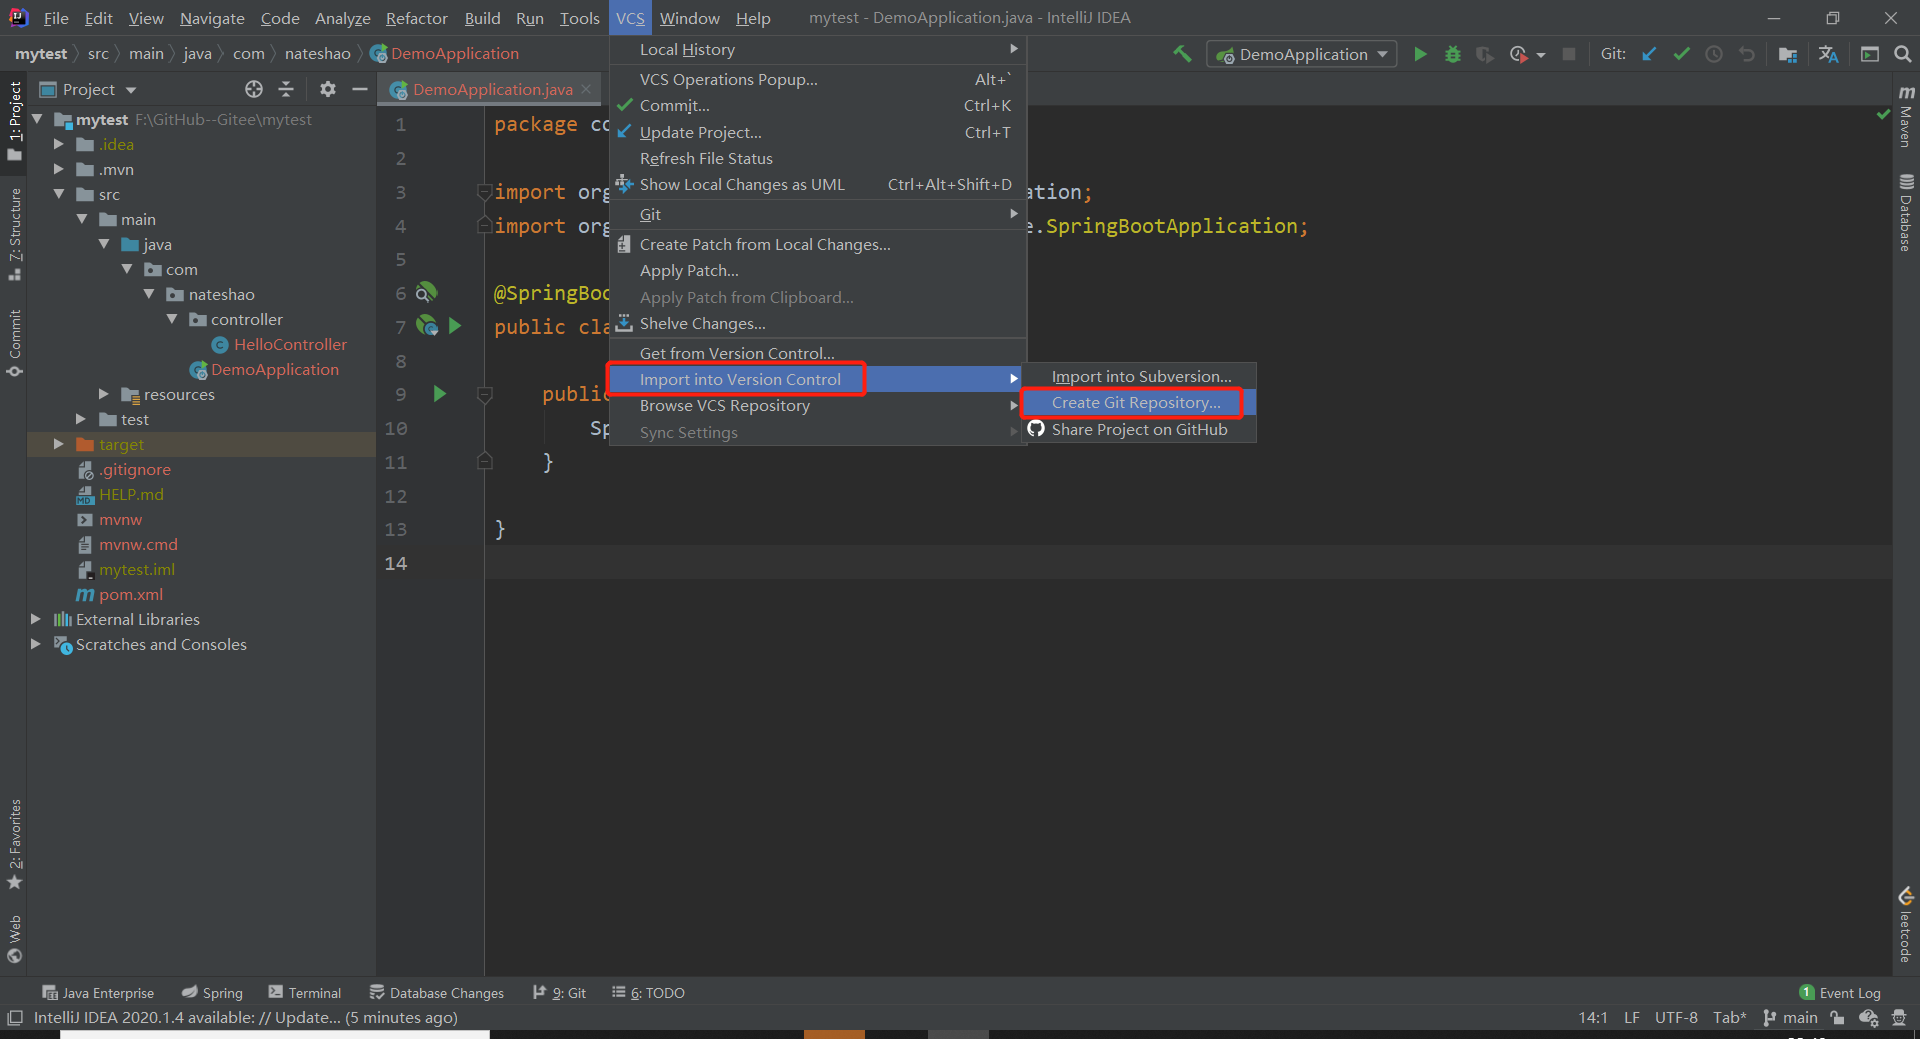 File Edit View Navigate Code Analyze Refactor Build Run Tools VCS Window Help mytest - DemoApplication.java - IntelliJ IDEA
mytest src main java com nateshao DemoApplication
DemoApplication Git:
Project
DemoApplication.java
mytest F:\GitHub--Gitee\mytest
.idea
.mvn
src
main
java
com
nateshao
controller
HelloController
DemoApplication
resources
test
target
.gitignore
HELP.md
mvnw
mvnw.cmd
mytest.iml
pom.xml
External Libraries
Scratches and Consoles
1: Project
7: Structure
Commit
2: Favorites
Web
Local History
VCS Operations Popup... Alt+`
Commit... Ctrl+K
Update Project... Ctrl+T
Refresh File Status
Show Local Changes as UML Ctrl+Alt+Shift+D
Git
Create Patch from Local Changes...
Apply Patch...
Apply Patch from Clipboard...
Shelve Changes...
Get from Version Control...
Import into Version Control
Browse VCS Repository
Sync Settings
Import into Subversion...
Create Git Repository...
Share Project on GitHub
1 package co
2
3 import org ation;
4 import org e.SpringBootApplication;
5
6 @SpringBoo
7 public cla
8
9 public
10 Sp
11 }
12
13 }
14
Maven
Database
leetcode
Java Enterprise Spring Terminal Database Changes 9: Git 6: TODO 1 Event Log
IntelliJ IDEA 2020.1.4 available: // Update... (5 minutes ago) 14:1 LF UTF-8 Tab* main